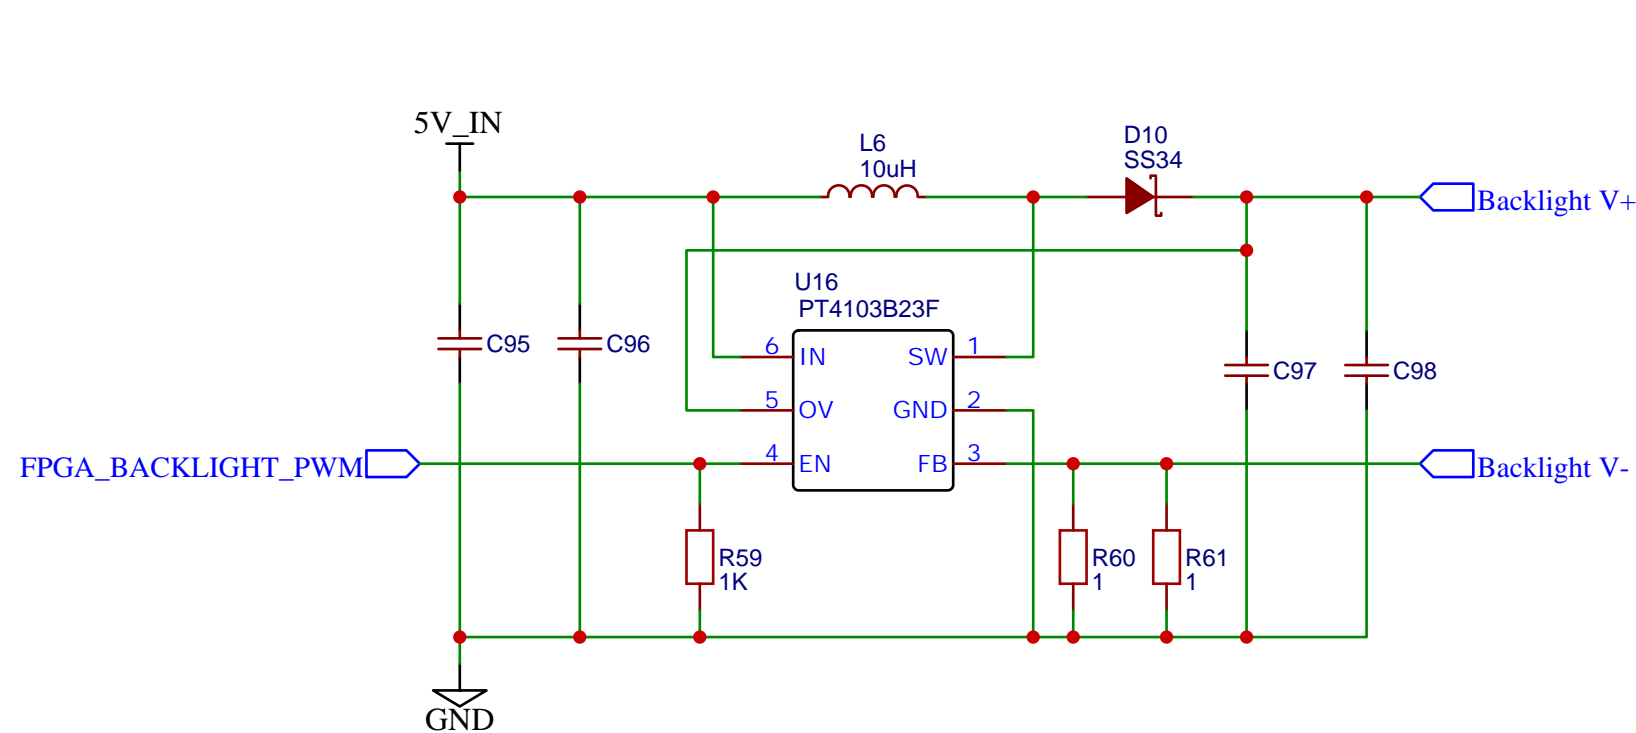 5V_IN
L6
10uH
D10
SS34
Backlight V+
U16
PT4103B23F
C95
C96
6
IN
SW
1
C97
C98
5
OV
GND
2
FPGA_BACKLIGHT_PWM
4
EN
FB
3
Backlight V-
R59
1K
R60
1
R61
1
GND